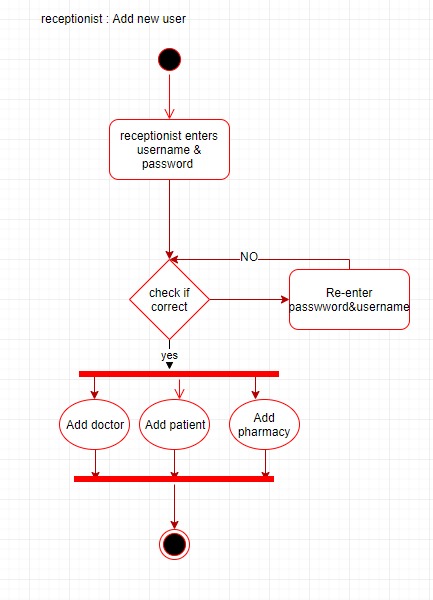 receptionist : Add new user
receptionist enters
username &
password
NO
check if
correct
Re-enter
passwword&username
yes
Add doctor
Add patient
Add
pharmacy